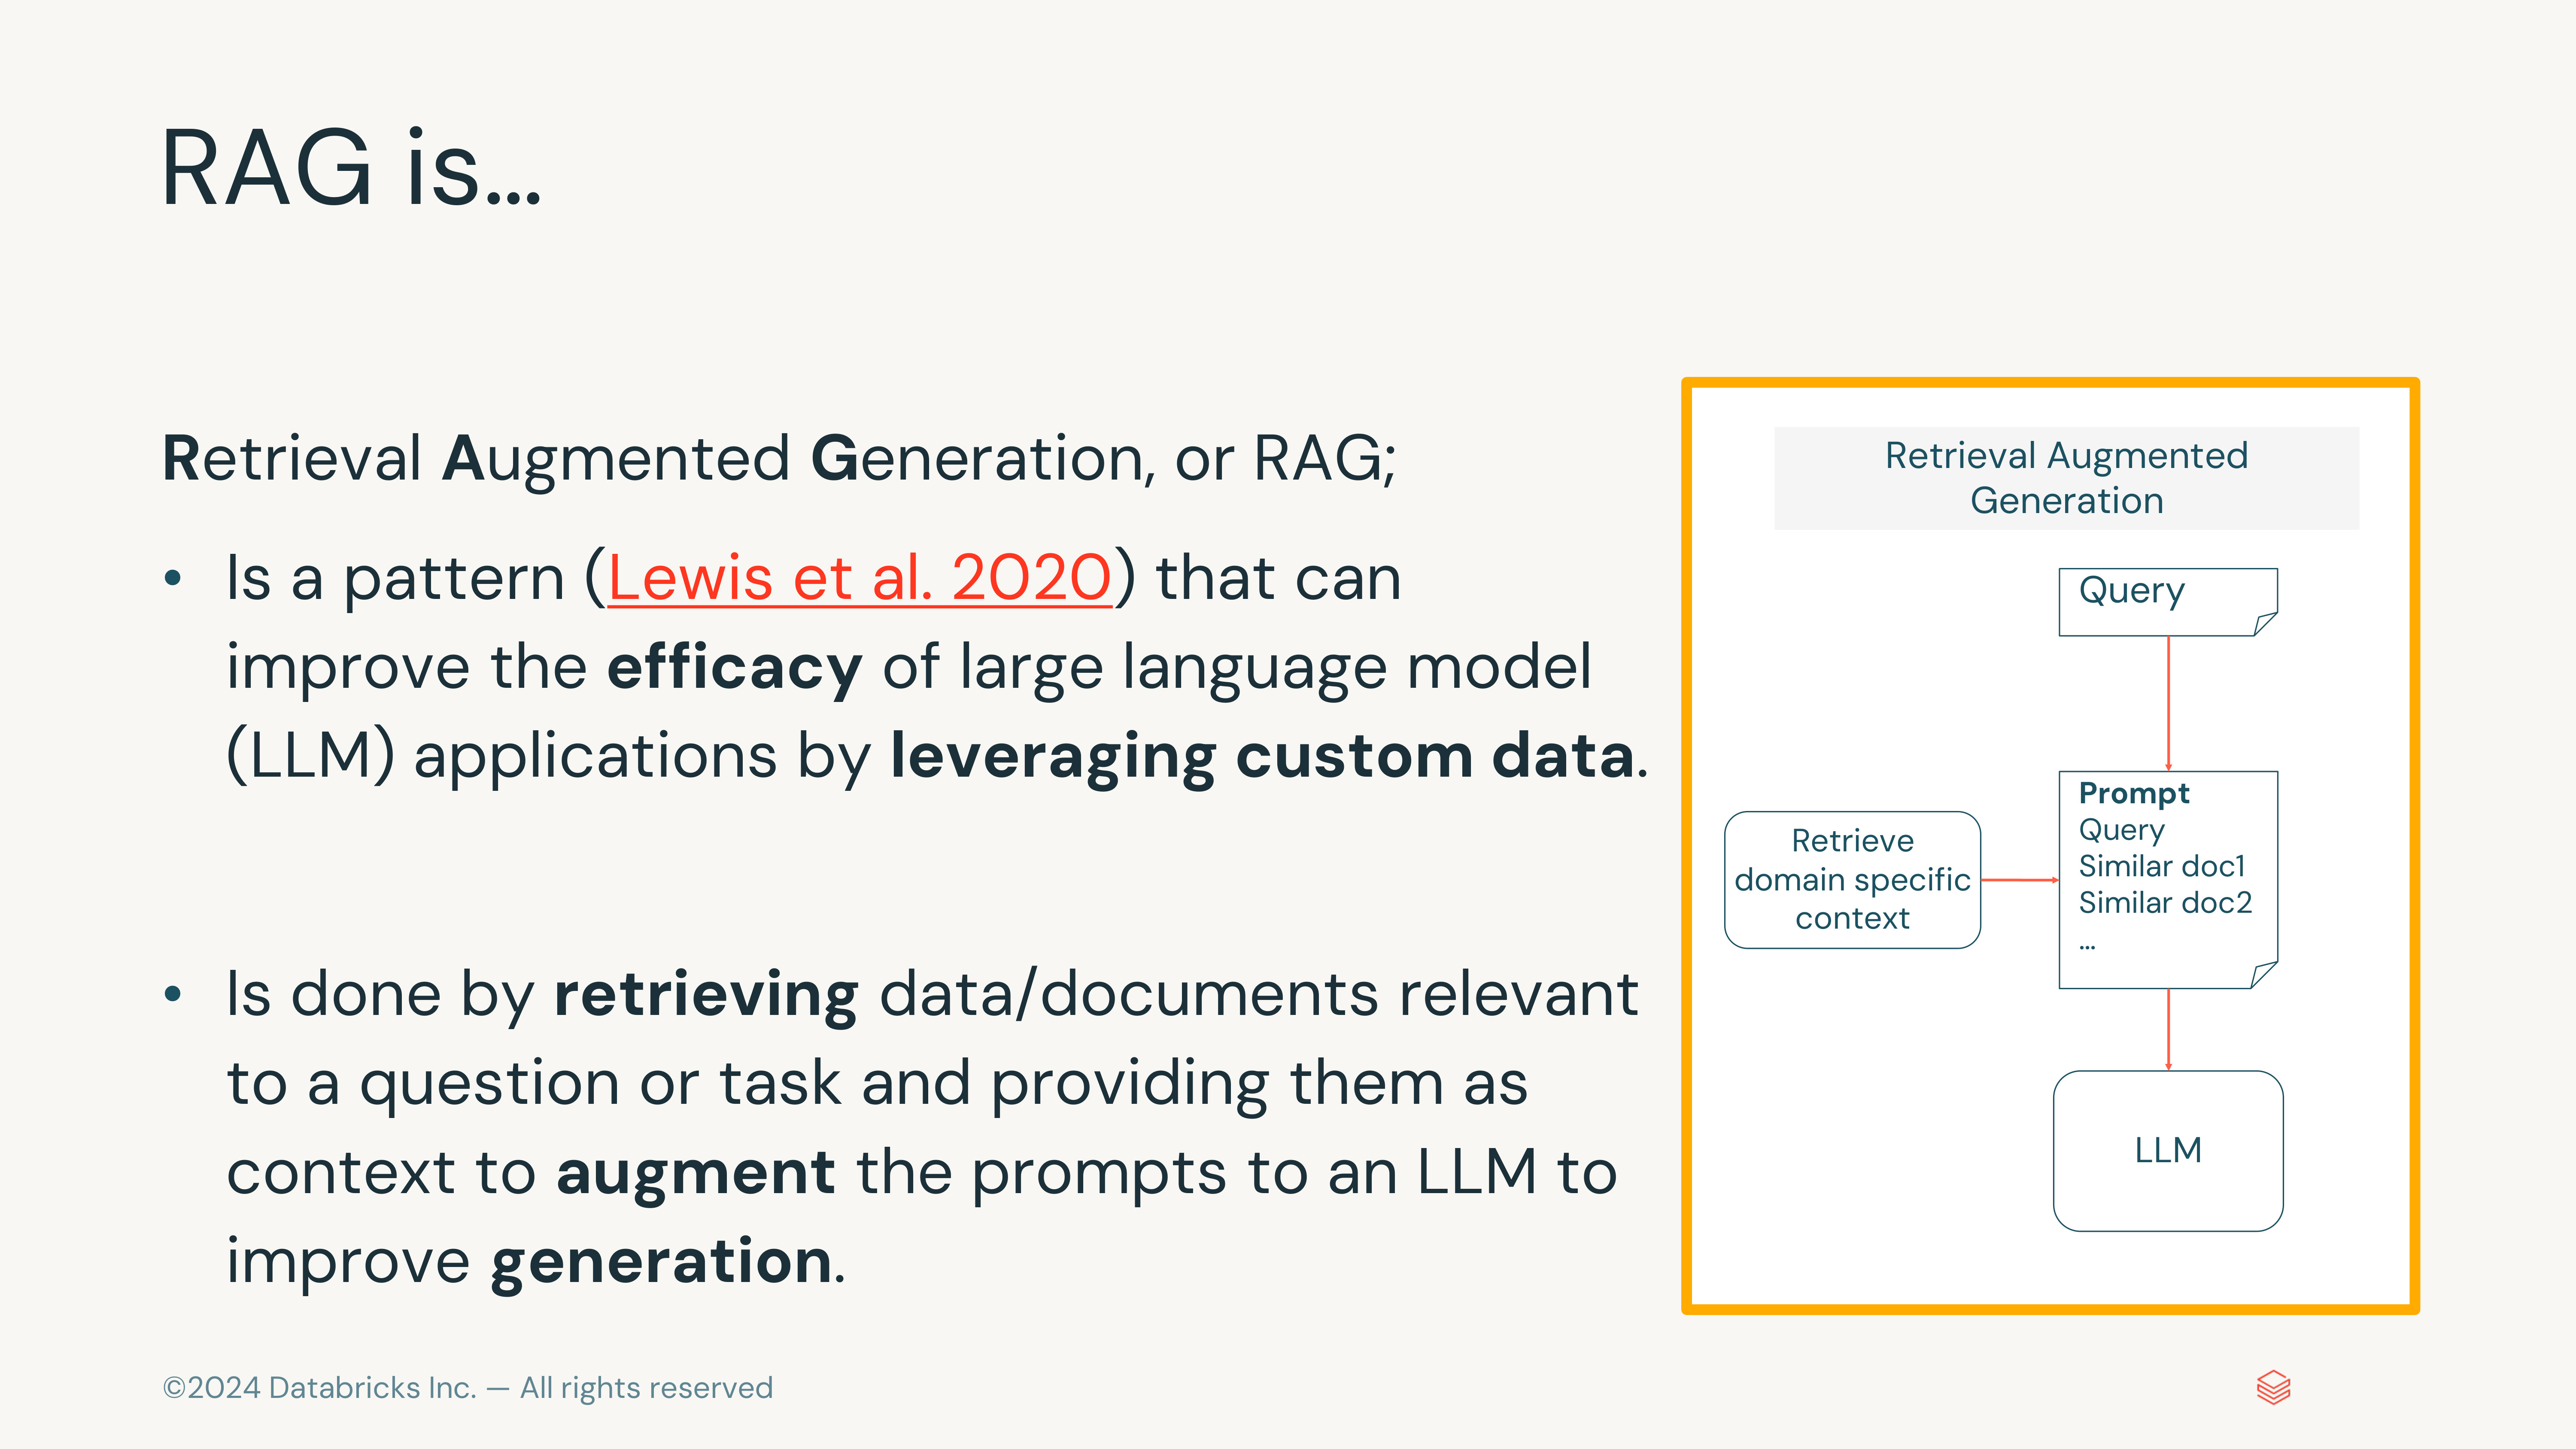 RAG is…
Retrieval Augmented Generation, or RAG;
• Is a pattern (Lewis et al. 2020) that can
improve the efficacy of large language model
(LLM) applications by leveraging custom data.
• Is done by retrieving data/documents relevant
to a question or task and providing them as
context to augment the prompts to an LLM to
improve generation.
Retrieval Augmented
Generation
Query
Retrieve
domain specific
context
Prompt
Query
Similar doc1
Similar doc2
…
LLM
©2024 Databricks Inc. — All rights reserved